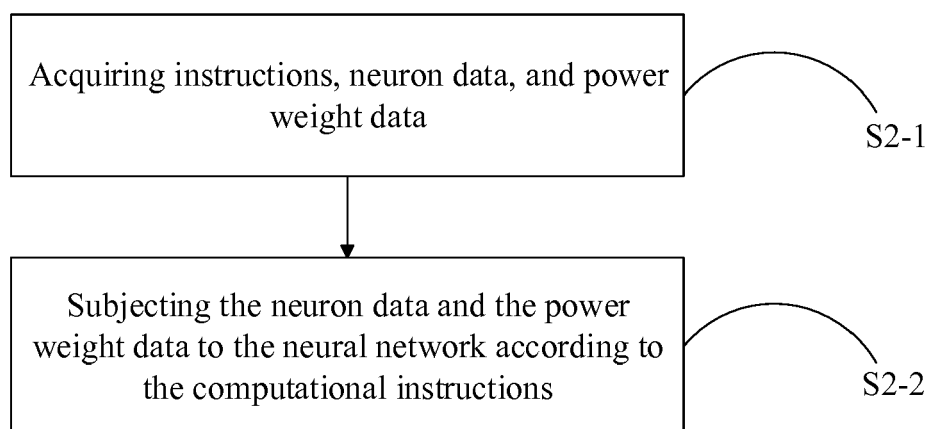 Acquiring instructions, neuron data, and power
weight data
S2-1
Subjecting the neuron data and the power
weight data to the neural network according to
the computational instructions
S2-2